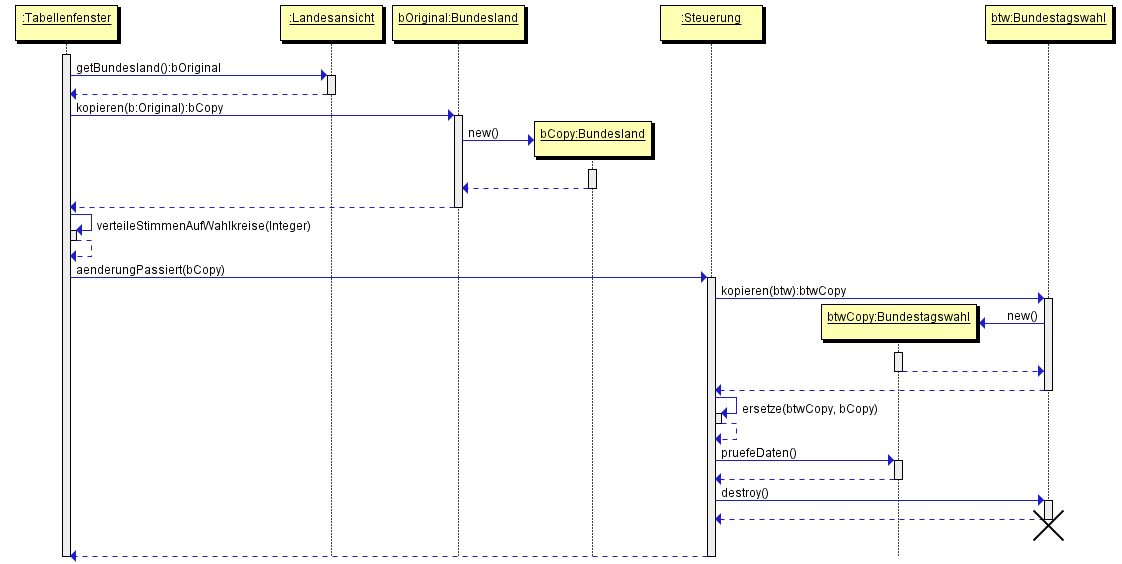 :Tabellenfenster
:Landesansicht
bOriginal:Bundesland
:Steuerung
btw:Bundestagswahl
getBundesland():bOriginal
kopieren(b:Original):bCopy
new()
bCopy:Bundesland
verteileStimmenAufWahlkreise(Integer)
aenderungPassiert(bCopy)
kopieren(btw):btwCopy
btwCopy:Bundestagswahl
new()
ersetze(btwCopy, bCopy)
pruefeDaten()
destroy()